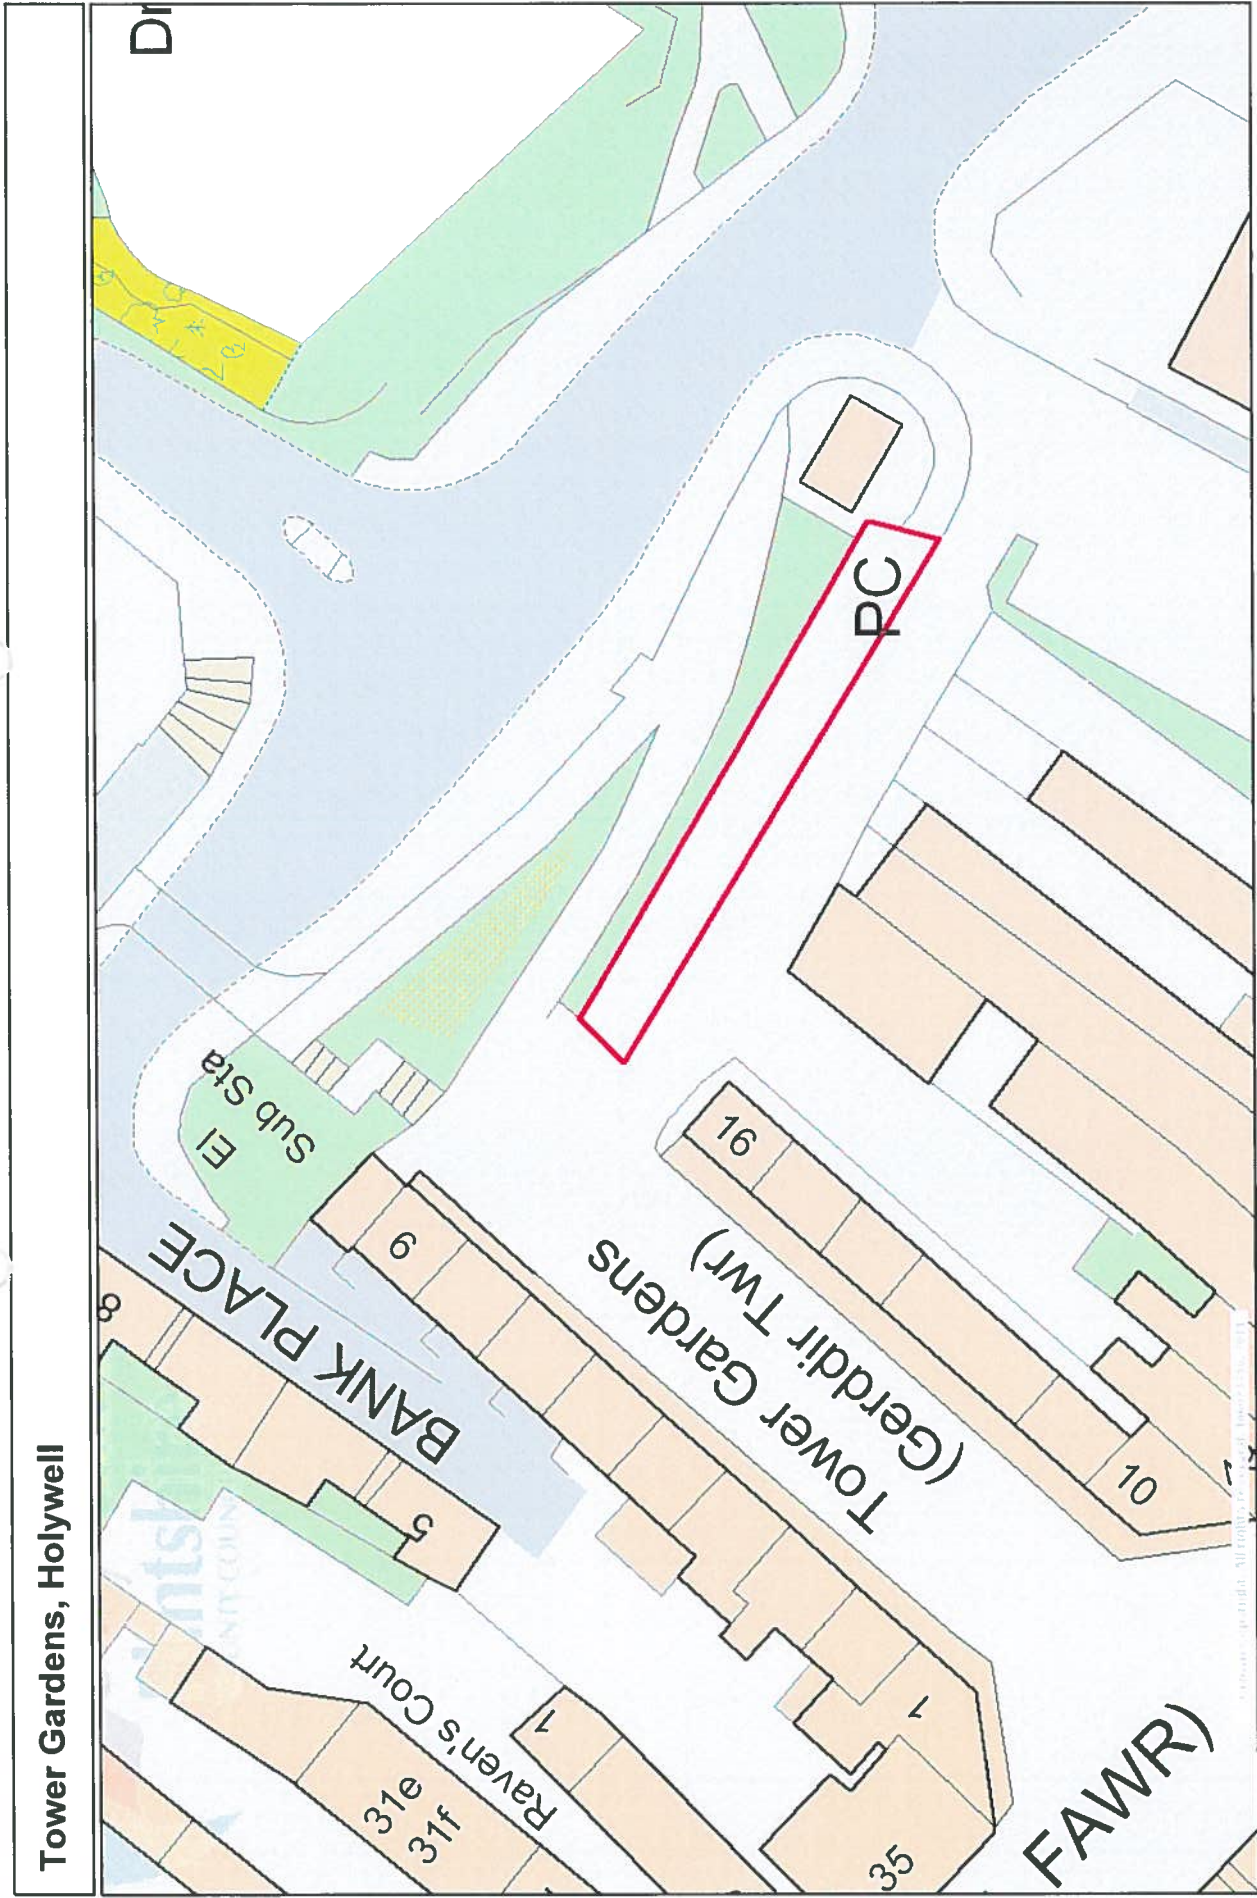 Tower Gardens, Holywell
Dr
El
Sub Sta
BANK PLACE
8
9
5
PC
16
Tower Gardens
(Gerddi'r Twr)
10
Raven's Court
1
1
31e
31f
35
FAWR)